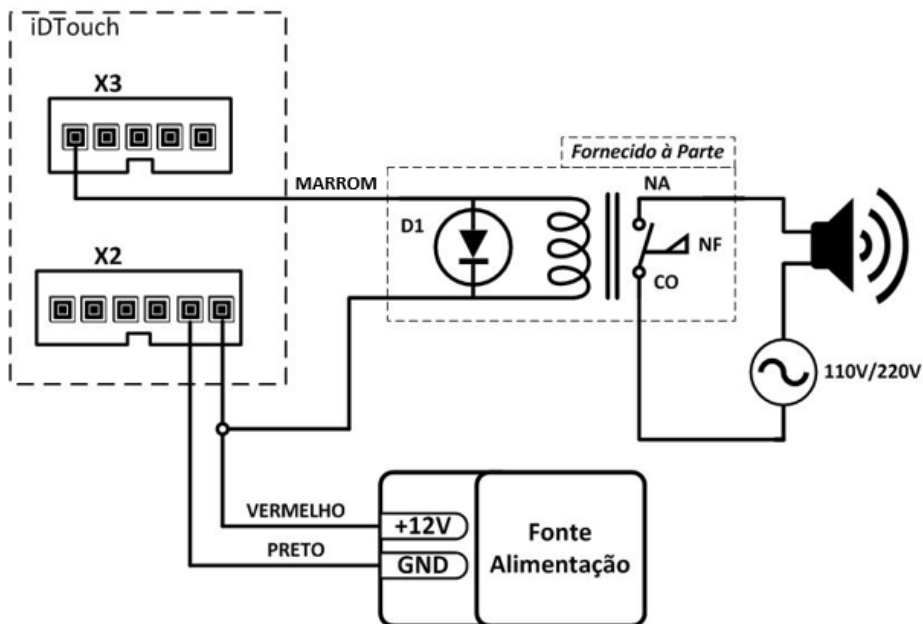 iDTouch
X3
Fornecido à Parte
MARROM
NA
D1
NF
X2
CO
110V/220V
VERMELHO
+12V
Fonte
Alimentação
PRETO
GND